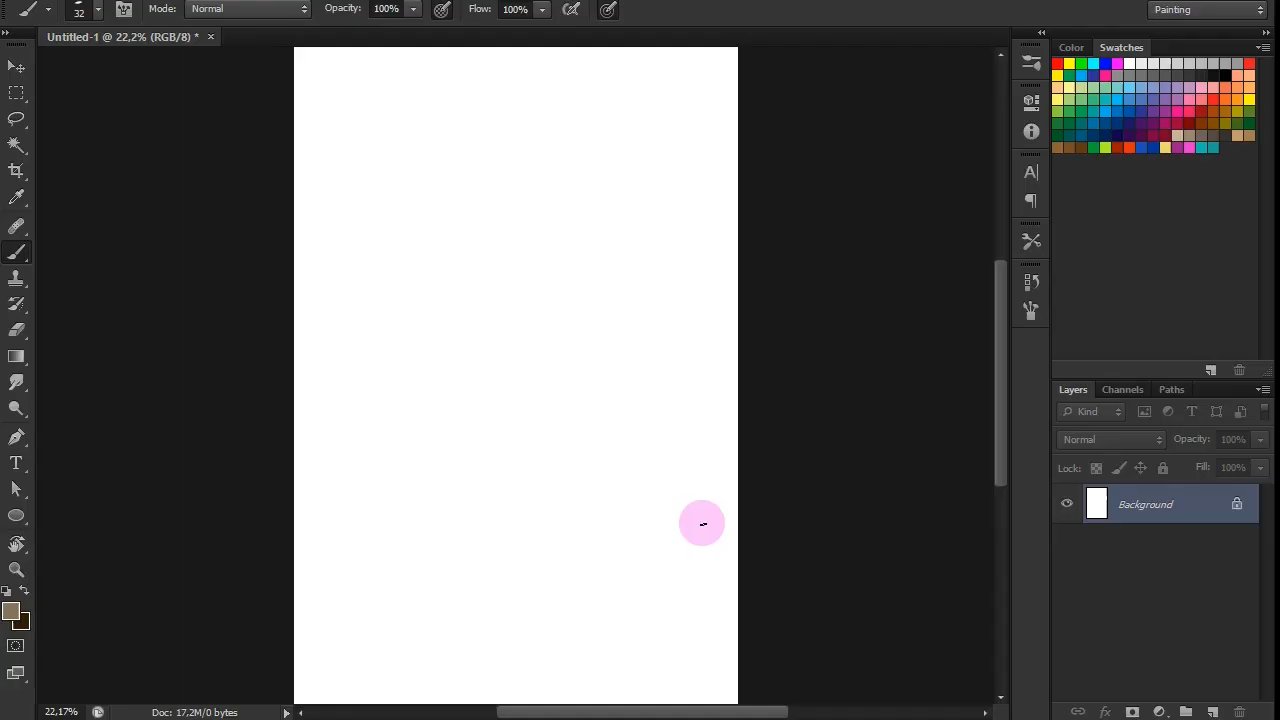 32
Mode: Normal
Opacity: 100%
Flow: 100%
Painting
Untitled-1 @ 22,2% (RGB/8) * ×
Color Swatches
Layers Channels Paths
Kind
Normal Opacity: 100%
Lock: Fill: 100%
Background
22,17% Doc: 17,2M/0 bytes